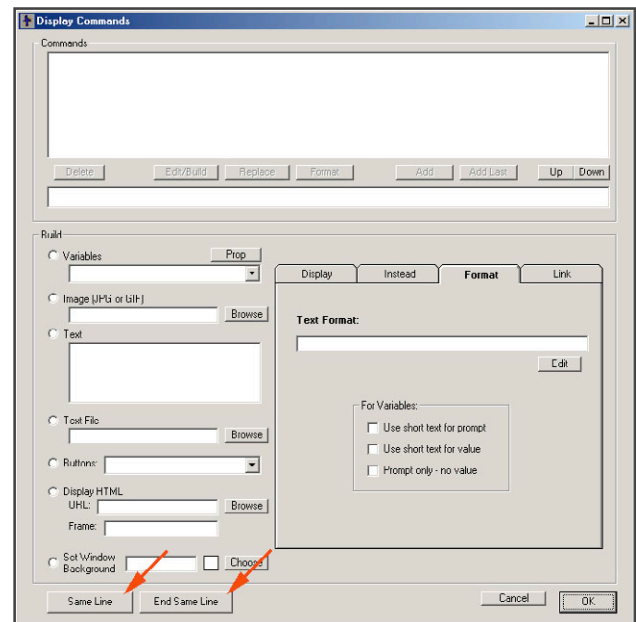 Display Commands
Commands
Delete Edit/Build Replace Format Add Add Last Up Down
Build
Variables Prop
Display Instead Format Link
Image (JPG or GIF)
Browse
Text Format:
Text
Edit
For Variables:
Use short text for prompt
Text File
Use short text for value
Browse
Prompt only - no value
Buttons:
Display HTML
URL: Browse
Frame:
Set Window
Background Choose
Same Line End Same Line Cancel OK